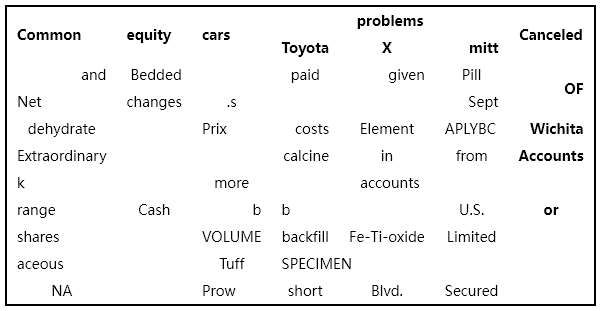 problems
Common equity cars Canceled
Toyota X mitt
and Bedded paid given Pill
OF
Net changes .s Sept
dehydrate Prix costs Element APLYBC Wichita
Extraordinary calcine in from Accounts
k more accounts
range Cash b b U.S. or
shares VOLUME backfill Fe-Ti-oxide Limited
aceous Tuff SPECIMEN
NA Prow short Blvd. Secured